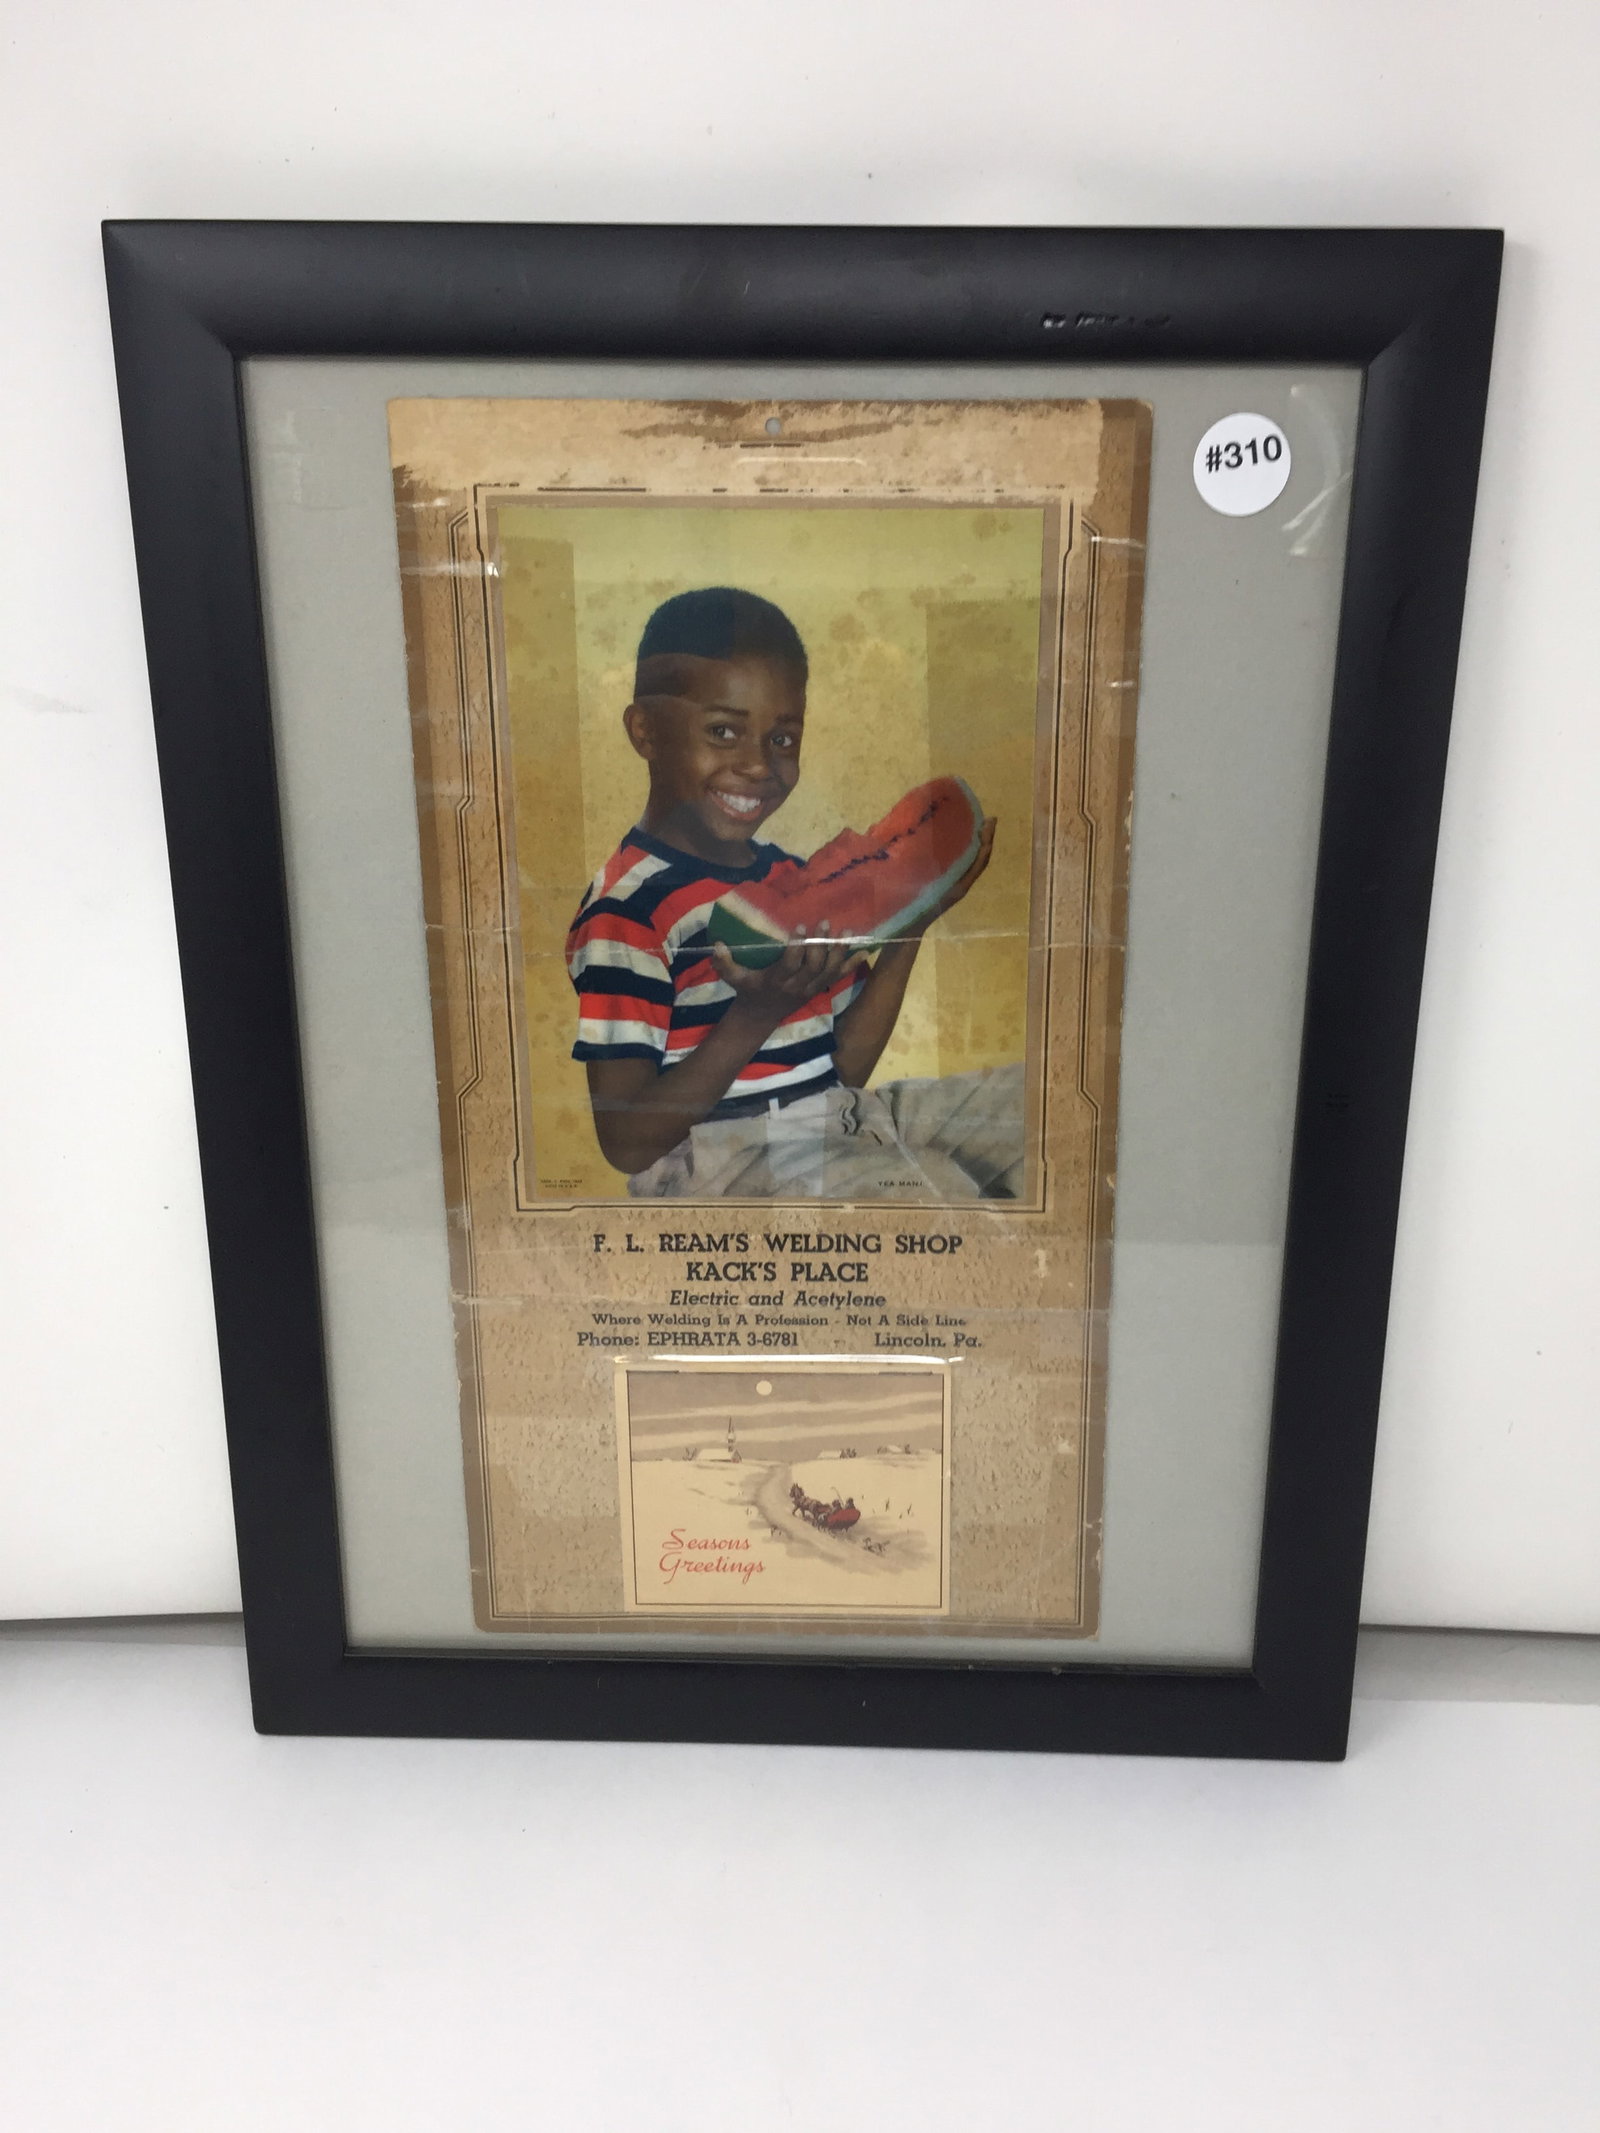 #310
YEA MAN!
F. L. REAM'S WELDING SHOP
KACK'S PLACE
Electric and Acetylene
Where Welding Is A Profession - Not A Side Line
Phone: EPHRATA 3-6781 - Lincoln, Pa.
Seasons
Greetings